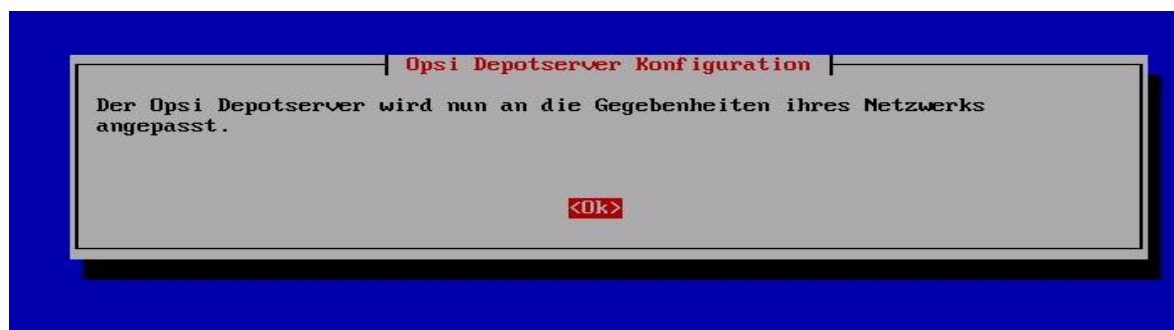 Opsi Depotserver Konfiguration
Der Opsi Depotserver wird nun an die Gegebenheiten ihres Netzwerks
angepasst.
<Ok>